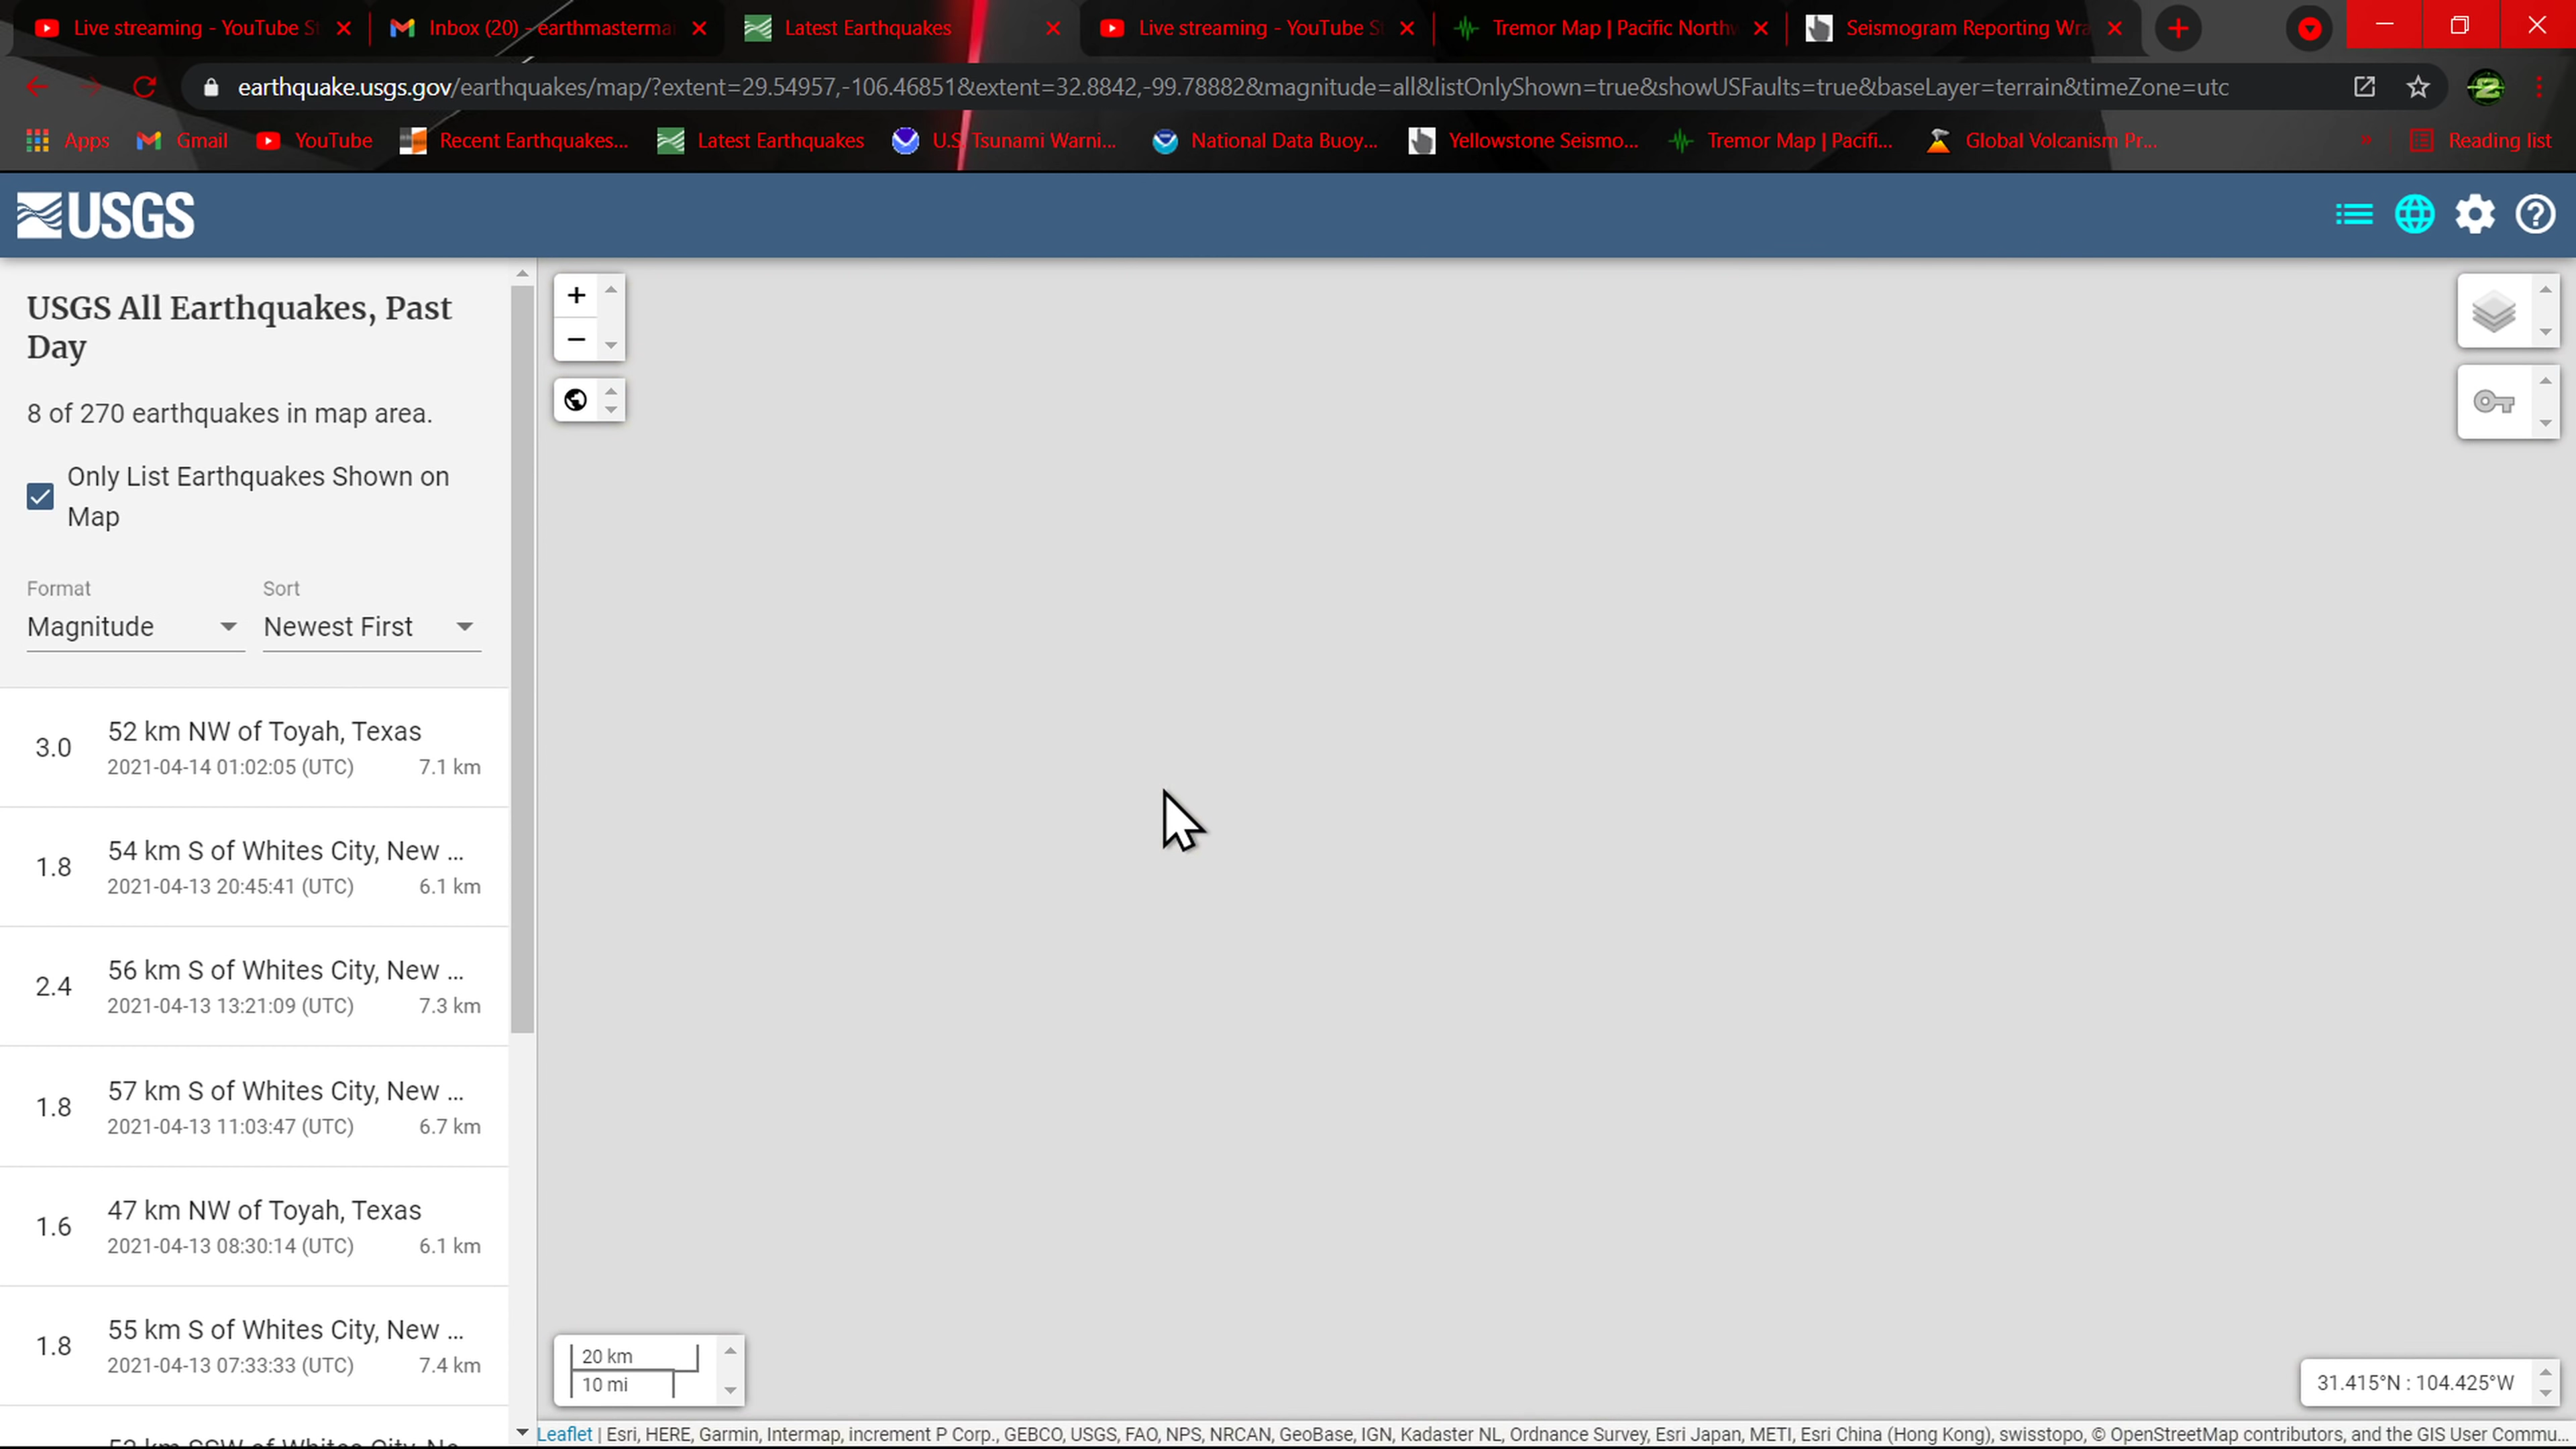 Live streaming - YouTube S
Inbox (20) - earthmasterma
Latest Earthquakes
Live streaming - YouTube S
Tremor Map | Pacific Northw
Seismogram Reporting Wra
earthquake.usgs.gov/earthquakes/map/?extent=29.54957,-106.46851&extent=32.8842,-99.78882&magnitude=all&listOnlyShown=true&showUSFaults=true&baseLayer=terrain&timeZone=utc
Apps
Gmail
YouTube
Recent Earthquakes...
Latest Earthquakes
U.S. Tsunami Warni...
National Data Buoy...
Yellowstone Seismo...
Tremor Map | Pacifi...
Global Volcanism Pr...
»
Reading list
USGS
USGS All Earthquakes, Past
Day
8 of 270 earthquakes in map area.
Only List Earthquakes Shown on
Map
Format
Sort
Magnitude
Newest First
3.0
52 km NW of Toyah, Texas
2021-04-14 01:02:05 (UTC) 7.1 km
1.8
54 km S of Whites City, New ...
2021-04-13 20:45:41 (UTC) 6.1 km
2.4
56 km S of Whites City, New ...
2021-04-13 13:21:09 (UTC) 7.3 km
1.8
57 km S of Whites City, New ...
2021-04-13 11:03:47 (UTC) 6.7 km
1.6
47 km NW of Toyah, Texas
2021-04-13 08:30:14 (UTC) 6.1 km
1.8
55 km S of Whites City, New ...
2021-04-13 07:33:33 (UTC) 7.4 km
+
−
20 km
10 mi
31.415°N : 104.425°W
Leaflet | Esri, HERE, Garmin, Intermap, increment P Corp., GEBCO, USGS, FAO, NPS, NRCAN, GeoBase, IGN, Kadaster NL, Ordnance Survey, Esri Japan, METI, Esri China (Hong Kong), swisstopo, © OpenStreetMap contributors, and the GIS User Commu...